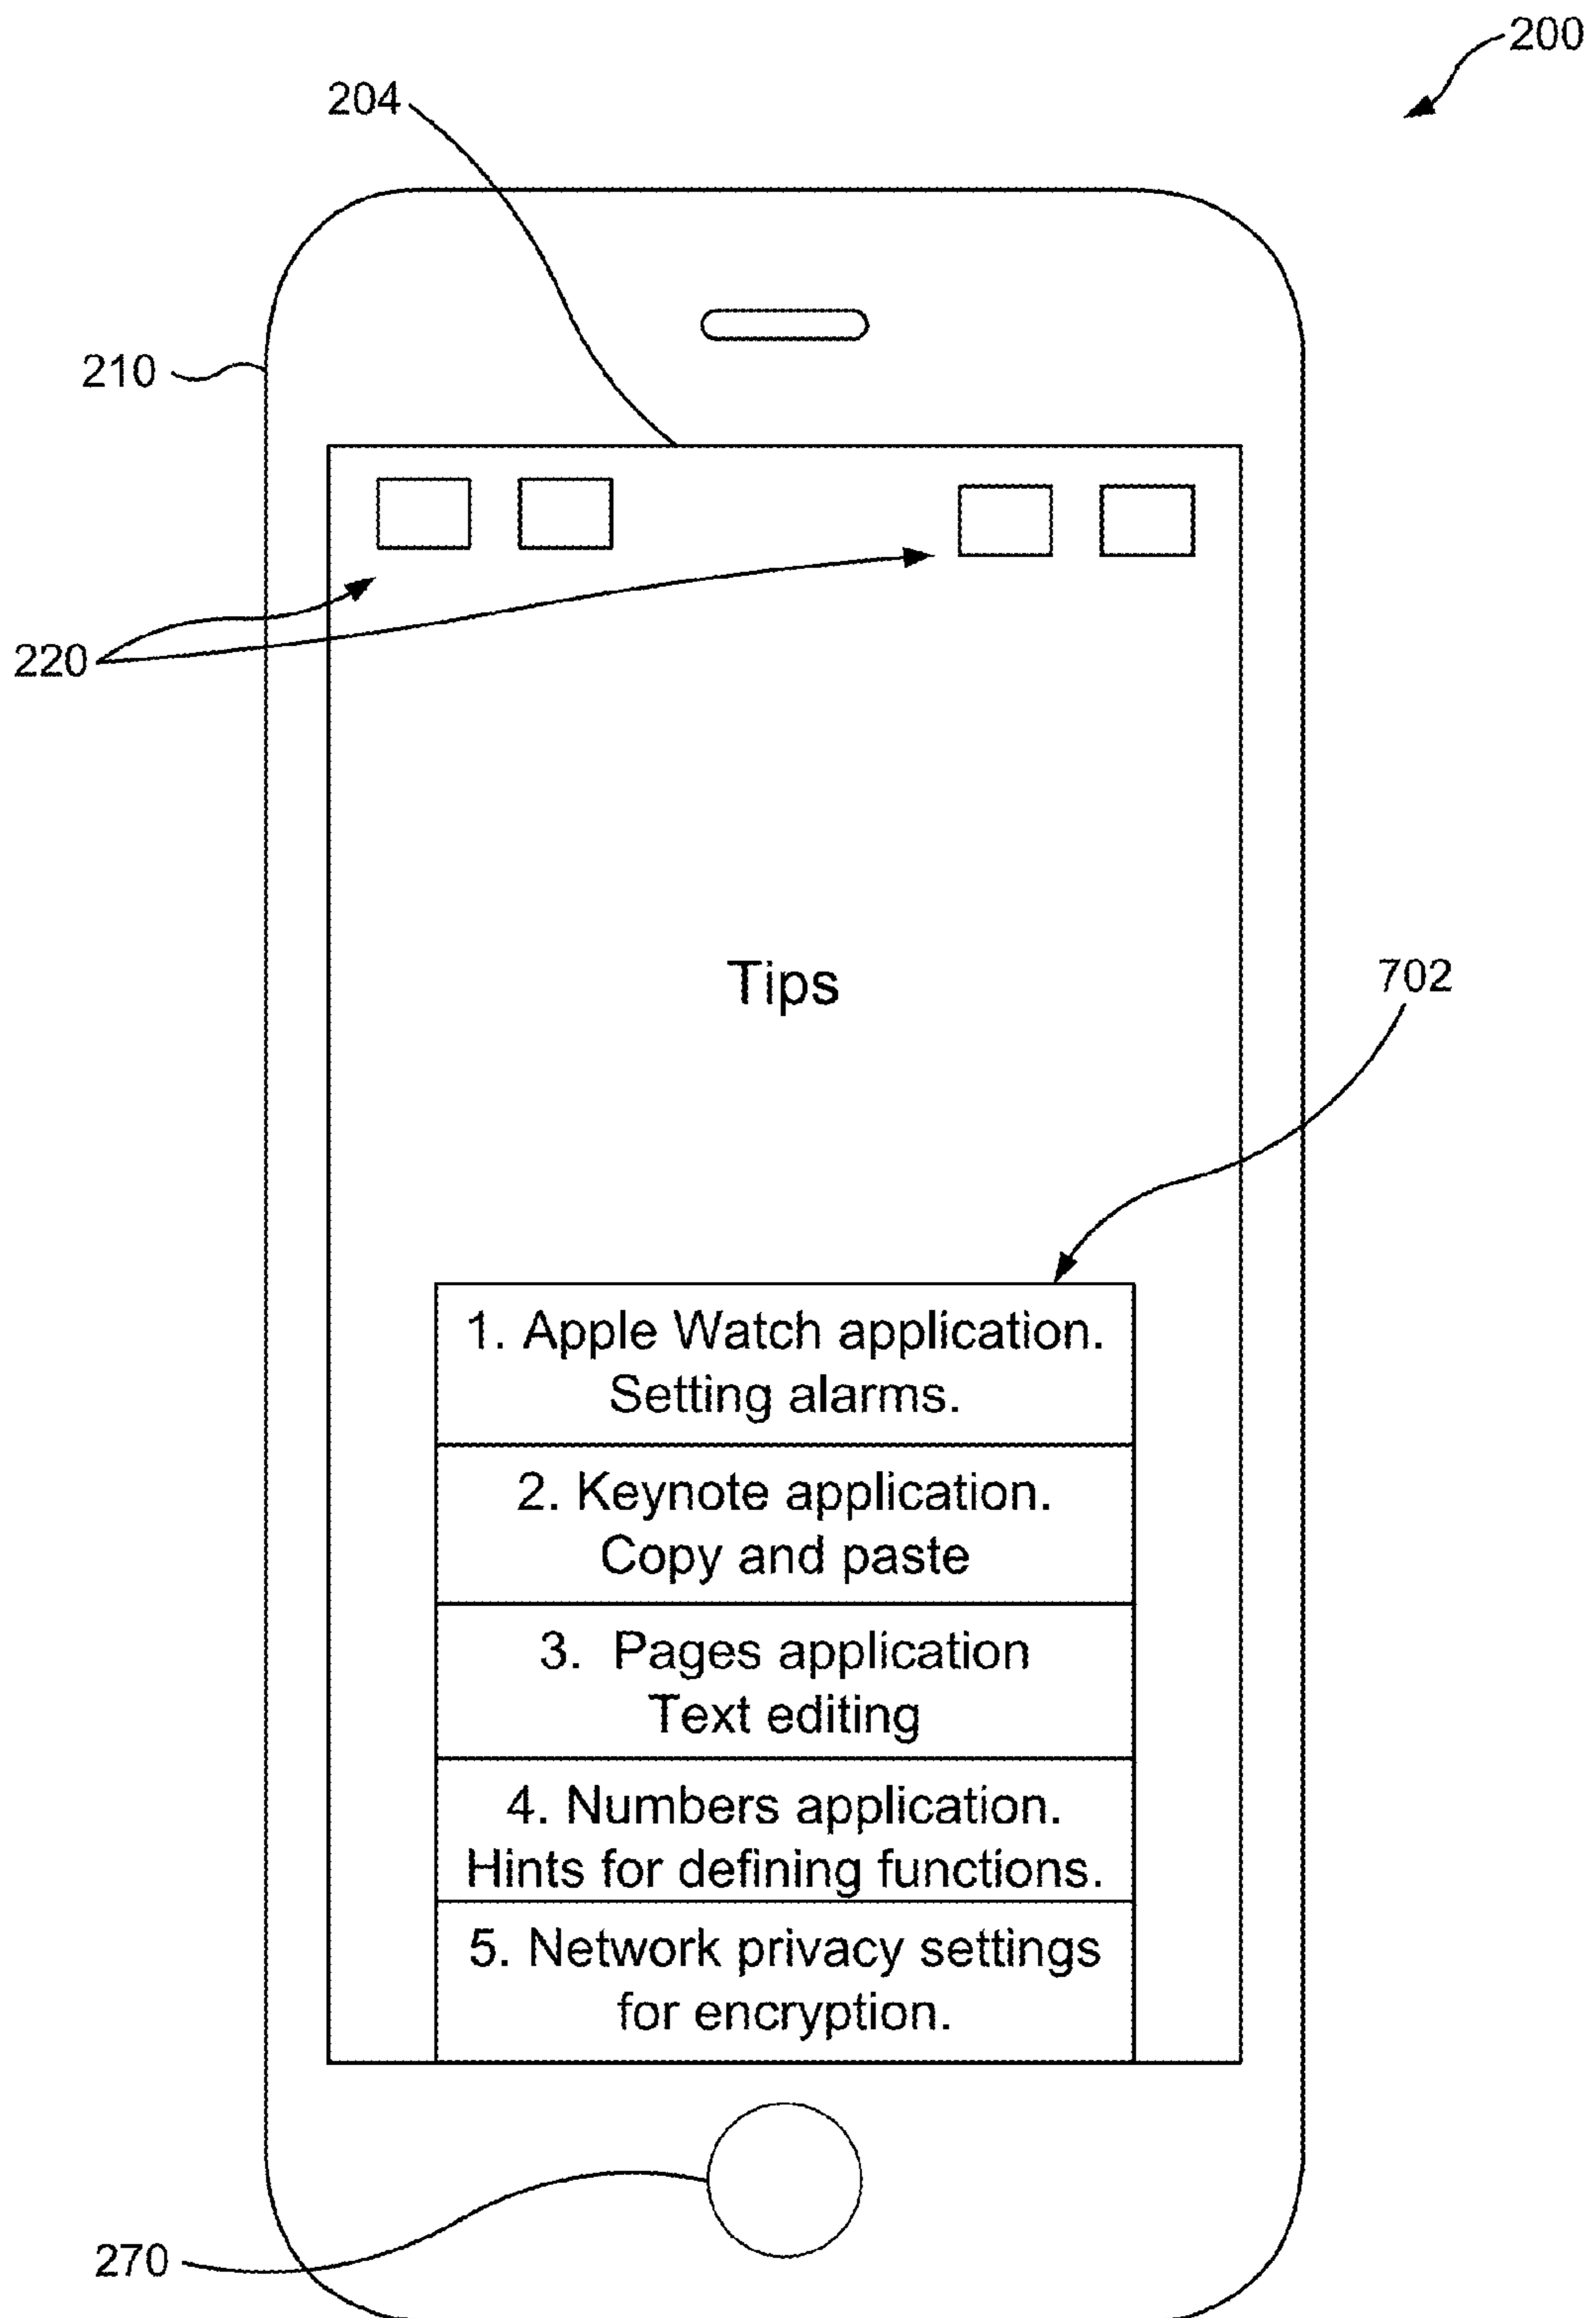 200
204
210
220
Tips
702
1. Apple Watch application.
Setting alarms.
2. Keynote application.
Copy and paste
3.  Pages application
Text editing
4. Numbers application.
Hints for defining functions.
5. Network privacy settings
for encryption.
270